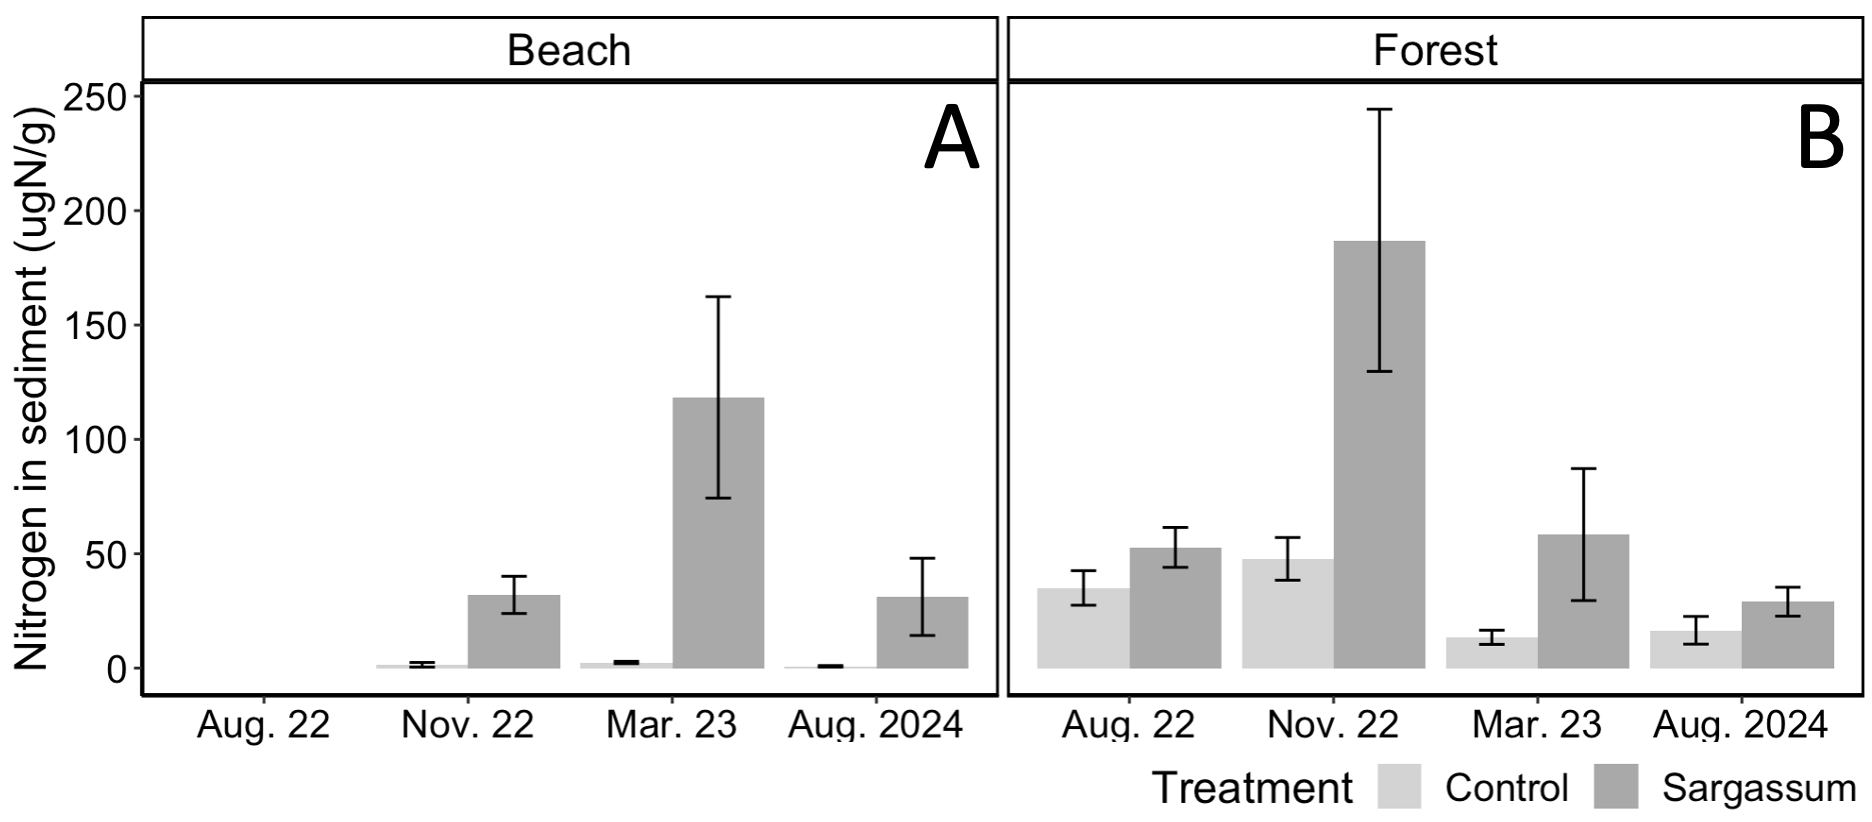 Beach
Forest
A
B
Nitrogen in sediment (ugN/g)
250
200
150
100
50
0
Aug. 22 Nov. 22 Mar. 23 Aug. 2024
Aug. 22 Nov. 22 Mar. 23 Aug. 2024
Treatment Control Sargassum